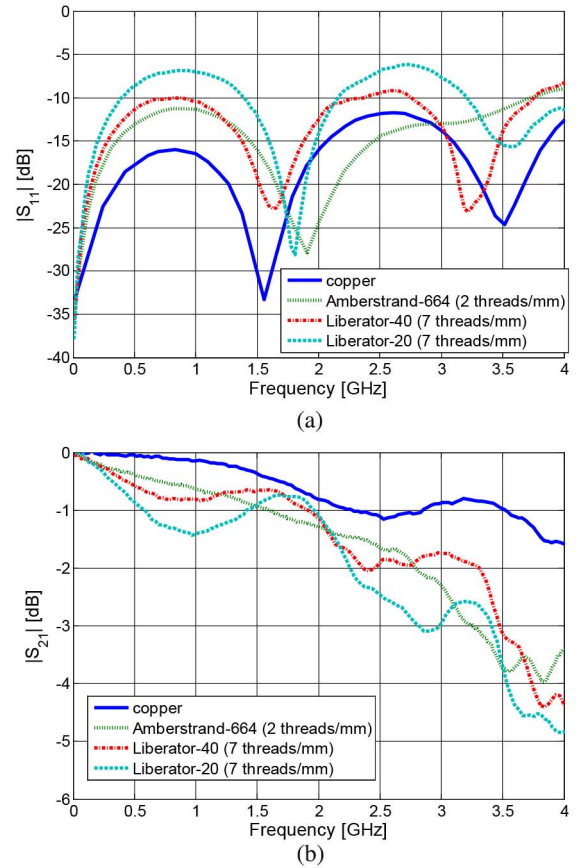 0
-5
-10
-15
-20
-25
-30
-35
-40
|S11| [dB]
copper
Amberstrand-664 (2 threads/mm)
Liberator-40 (7 threads/mm)
Liberator-20 (7 threads/mm)
0 0.5 1 1.5 2 2.5 3 3.5 4
Frequency [GHz]
(a)
0
-1
-2
-3
-4
-5
-6
|S21| [dB]
copper
Amberstrand-664 (2 threads/mm)
Liberator-40 (7 threads/mm)
Liberator-20 (7 threads/mm)
0 0.5 1 1.5 2 2.5 3 3.5 4
Frequency [GHz]
(b)